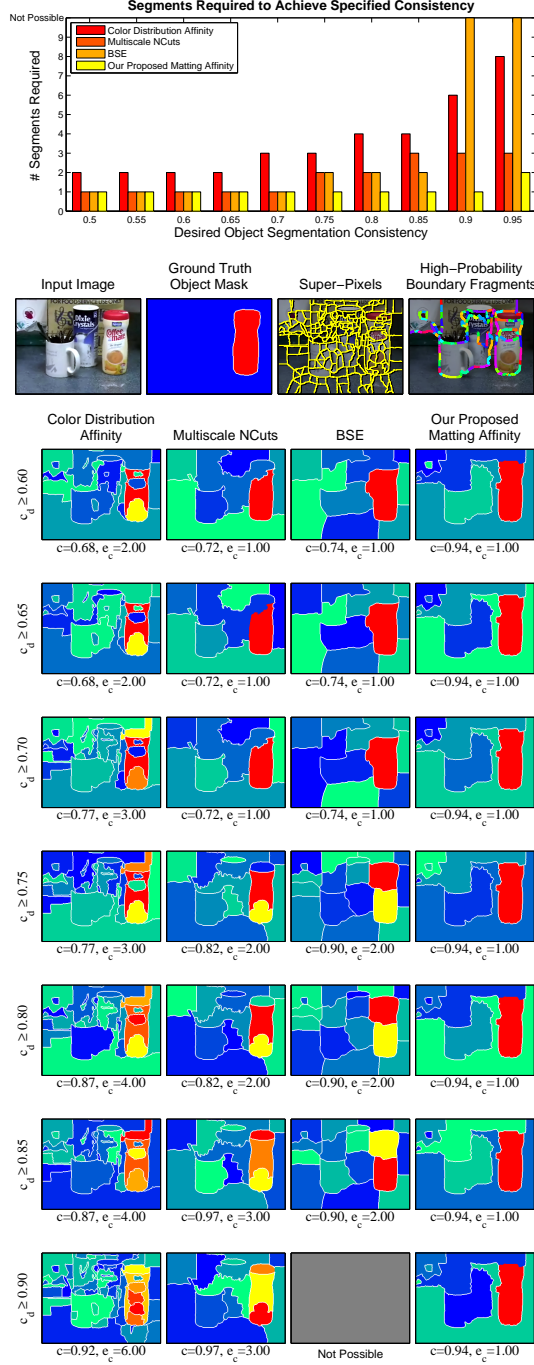 Segments Required to Achieve Specified Consistency
Not Possible
9
8
7
6
5
4
3
2
1
0
# Segments Required
Color Distribution Affinity
Multiscale NCuts
BSE
Our Proposed Matting Affinity
0.5 0.55 0.6 0.65 0.7 0.75 0.8 0.85 0.9 0.95
Desired Object Segmentation Consistency
Input Image
Ground Truth
Object Mask
Super−Pixels
High−Probability
Boundary Fragments
Color Distribution
Affinity
Multiscale NCuts
BSE
Our Proposed
Matting Affinity
c_d ≥ 0.60
c=0.68, e_c=2.00 c=0.72, e_c=1.00 c=0.74, e_c=1.00 c=0.94, e_c=1.00
c_d ≥ 0.65
c=0.68, e_c=2.00 c=0.72, e_c=1.00 c=0.74, e_c=1.00 c=0.94, e_c=1.00
c_d ≥ 0.70
c=0.77, e_c=3.00 c=0.72, e_c=1.00 c=0.74, e_c=1.00 c=0.94, e_c=1.00
c_d ≥ 0.75
c=0.77, e_c=3.00 c=0.82, e_c=2.00 c=0.90, e_c=2.00 c=0.94, e_c=1.00
c_d ≥ 0.80
c=0.87, e_c=4.00 c=0.82, e_c=2.00 c=0.90, e_c=2.00 c=0.94, e_c=1.00
c_d ≥ 0.85
c=0.87, e_c=4.00 c=0.97, e_c=3.00 c=0.90, e_c=2.00 c=0.94, e_c=1.00
c_d ≥ 0.90
c=0.92, e_c=6.00 c=0.97, e_c=3.00 Not Possible c=0.94, e_c=1.00